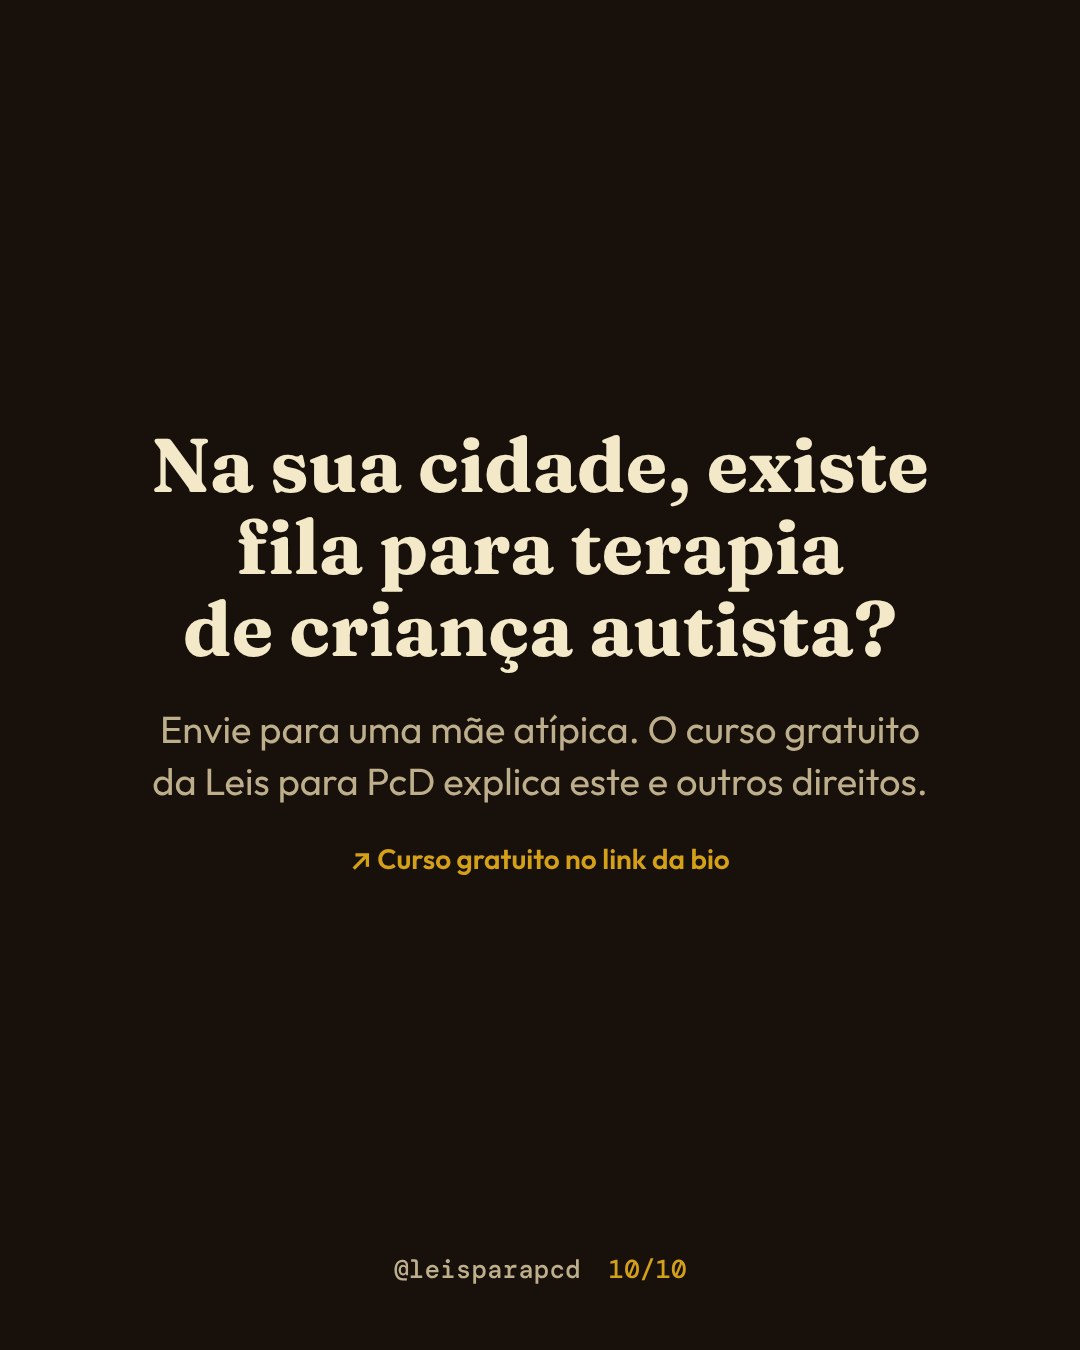 Na sua cidade, existe
fila para terapia
de criança autista?
Envie para uma mãe atípica. O curso gratuito
da Leis para PcD explica este e outros direitos.
↗ Curso gratuito no link da bio
@leisparapcd 10/10